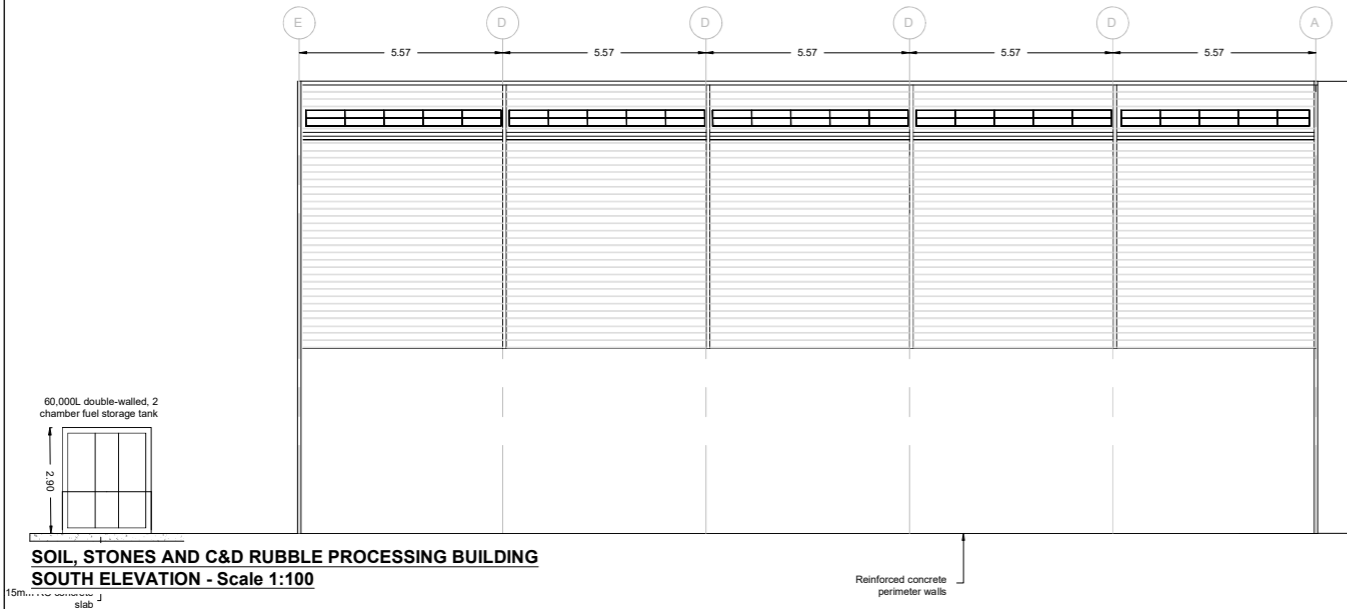 E D D D D A
5.57 5.57 5.57 5.57 5.57
60,000L double-walled, 2
chamber fuel storage tank
2.90
SOIL, STONES AND C&D RUBBLE PROCESSING BUILDING
SOUTH ELEVATION - Scale 1:100
slab
Reinforced concrete
perimeter walls